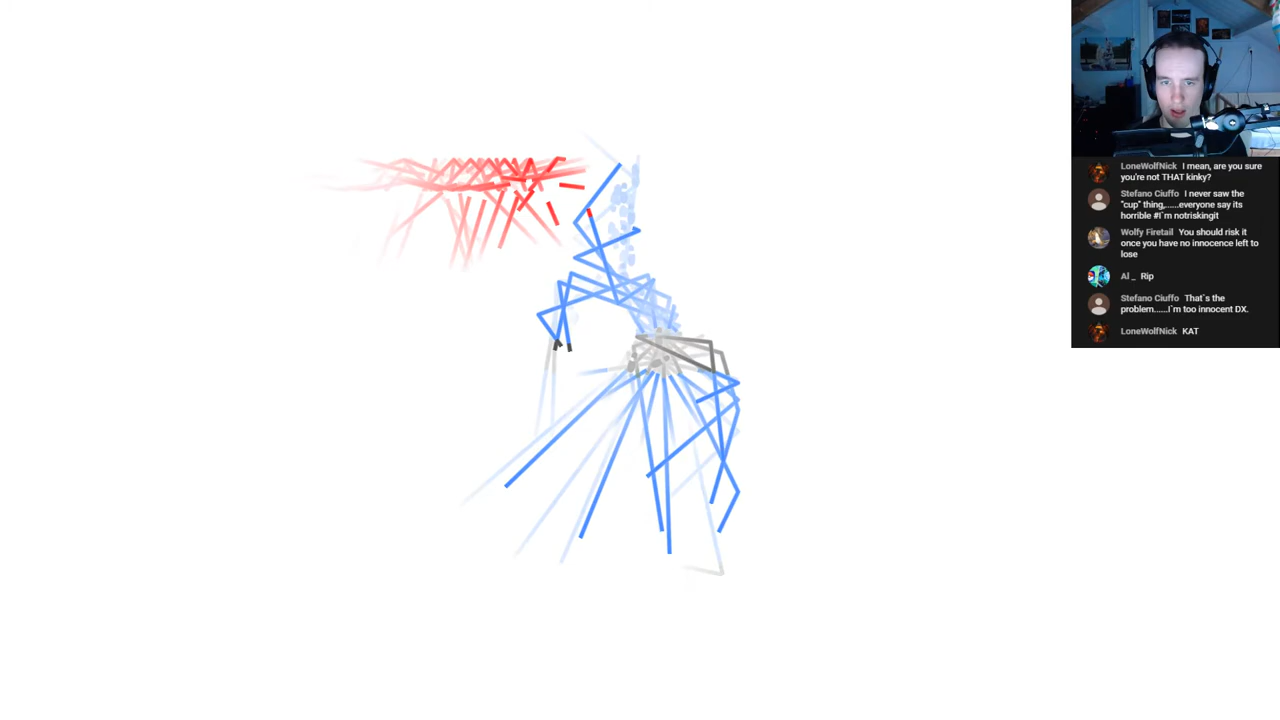 LoneWolfNick I mean, are you sure
you're not THAT kinky?
Stefano Ciuffo I never saw the
"cup" thing,......everyone say its
horrible #I`m notriskingit
Wolfy Firetail You should risk it
once you have no innocence left to
lose
Al _ Rip
Stefano Ciuffo That`s the
problem......I`m too innocent DX.
LoneWolfNick KAT